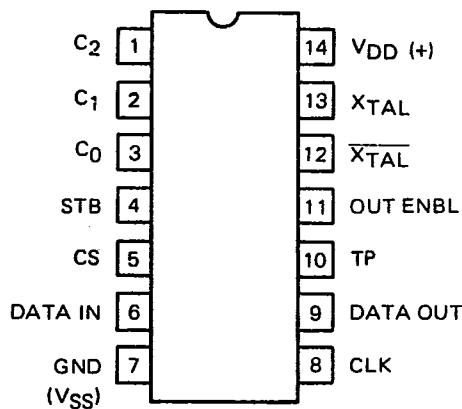 C2 1 14 VDD (+)
C1 2 13 XTAL
C0 3 12 XTAL
STB 4 11 OUT ENBL
CS 5 10 TP
DATA IN 6 9 DATA OUT
GND 7 8 CLK
(VSS)